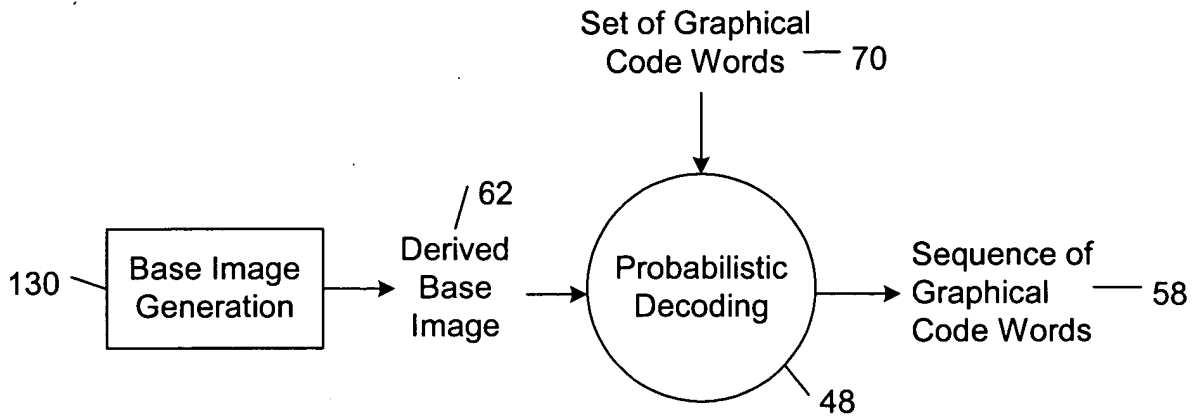 Set of Graphical
Code Words
70
62
130
Base Image
Generation
Derived
Base
Image
Probabilistic
Decoding
Sequence of
Graphical
Code Words
58
48